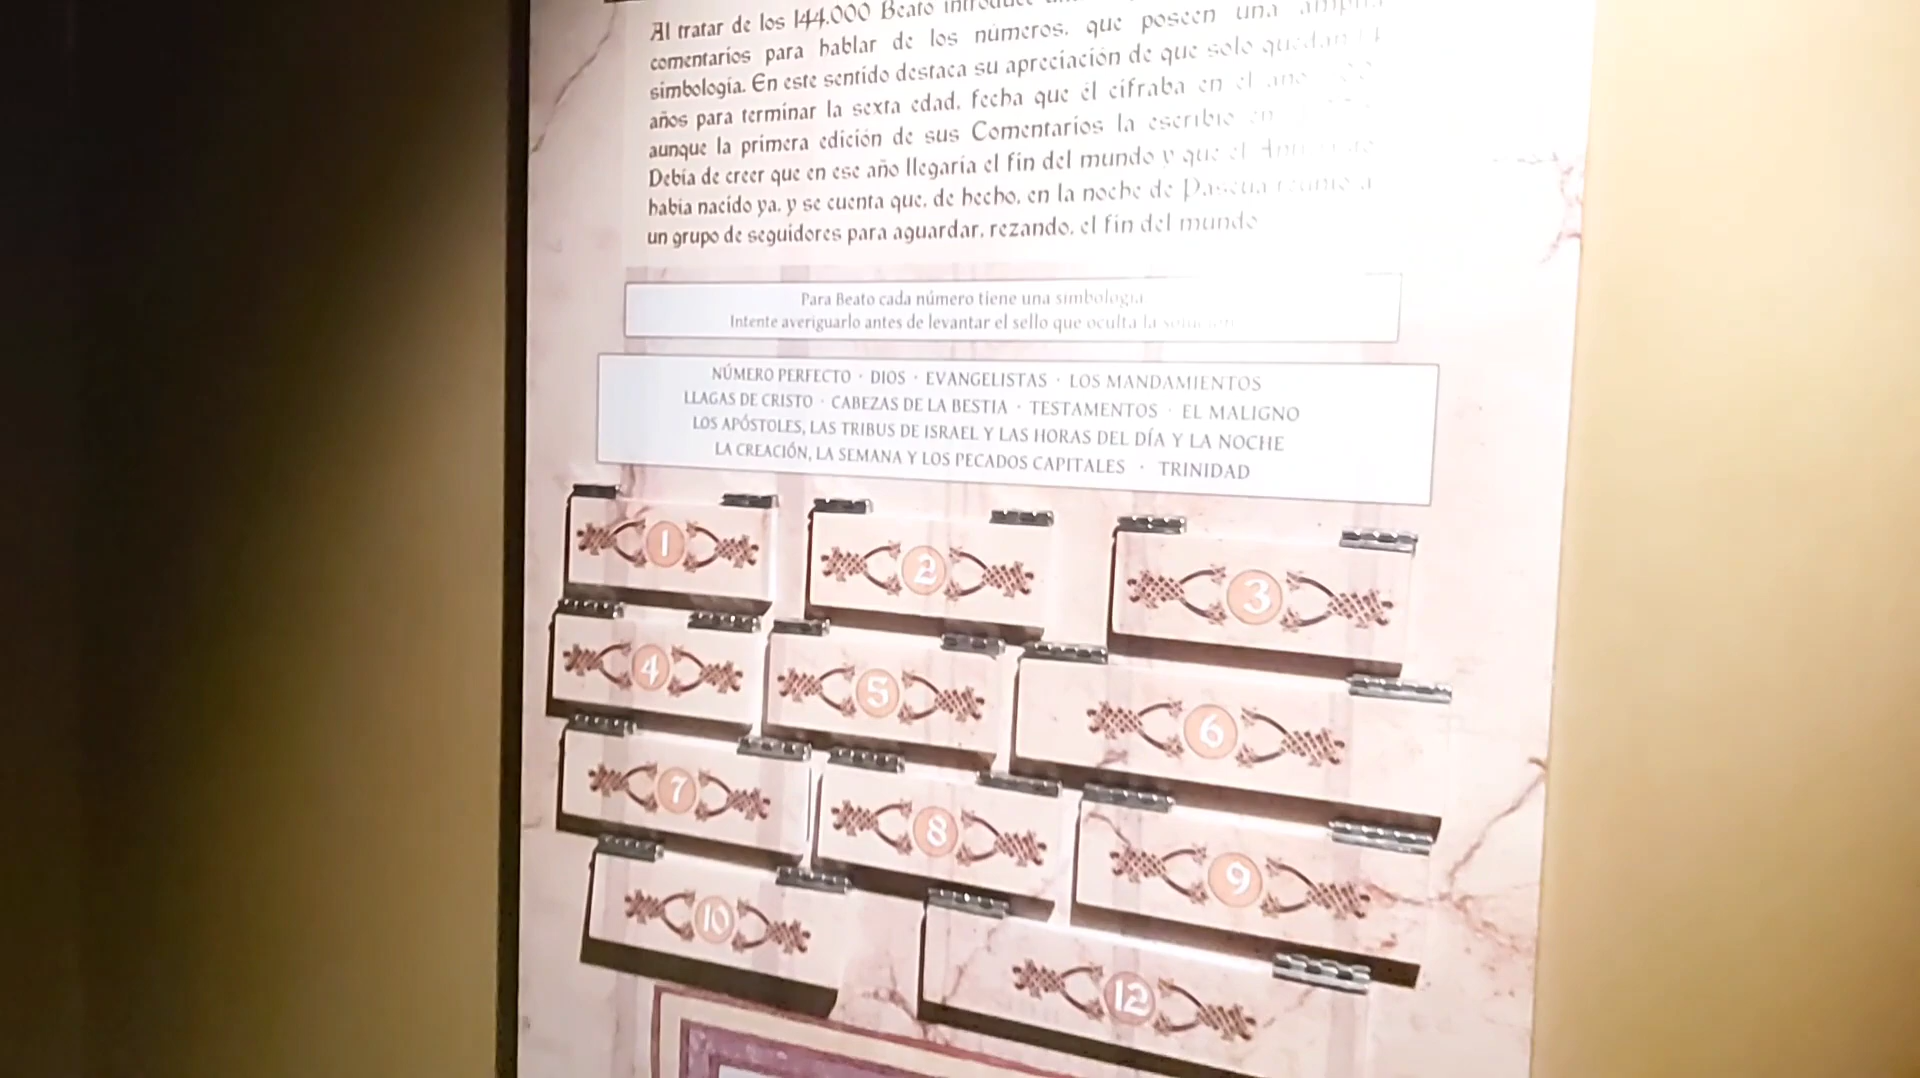 Al tratar de los 144.000 Beato introduce
comentarios para hablar de los números, que poseen una
simbología. En este sentido destaca su apreciación de que solo quedan 14
años para terminar la sexta edad, fecha que él cifraba en el año
aunque la primera edición de sus Comentarios la escribió en
Debía de creer que en ese año llegaría el fin del mundo y que el
había nacido ya, y se cuenta que, de hecho, en la noche de Pascua reunió a
un grupo de seguidores para aguardar, rezando, el fin del mundo
Para Beato cada número tiene una simbología
Intente averiguarlo antes de levantar el sello que oculta la solución
NÚMERO PERFECTO · DIOS · EVANGELISTAS · LOS MANDAMIENTOS
LLAGAS DE CRISTO · CABEZAS DE LA BESTIA · TESTAMENTOS · EL MALIGNO
LOS APÓSTOLES, LAS TRIBUS DE ISRAEL Y LAS HORAS DEL DÍA Y LA NOCHE
LA CREACIÓN, LA SEMANA Y LOS PECADOS CAPITALES · TRINIDAD
1 2 3
4 5 6
7 8 9
10 12